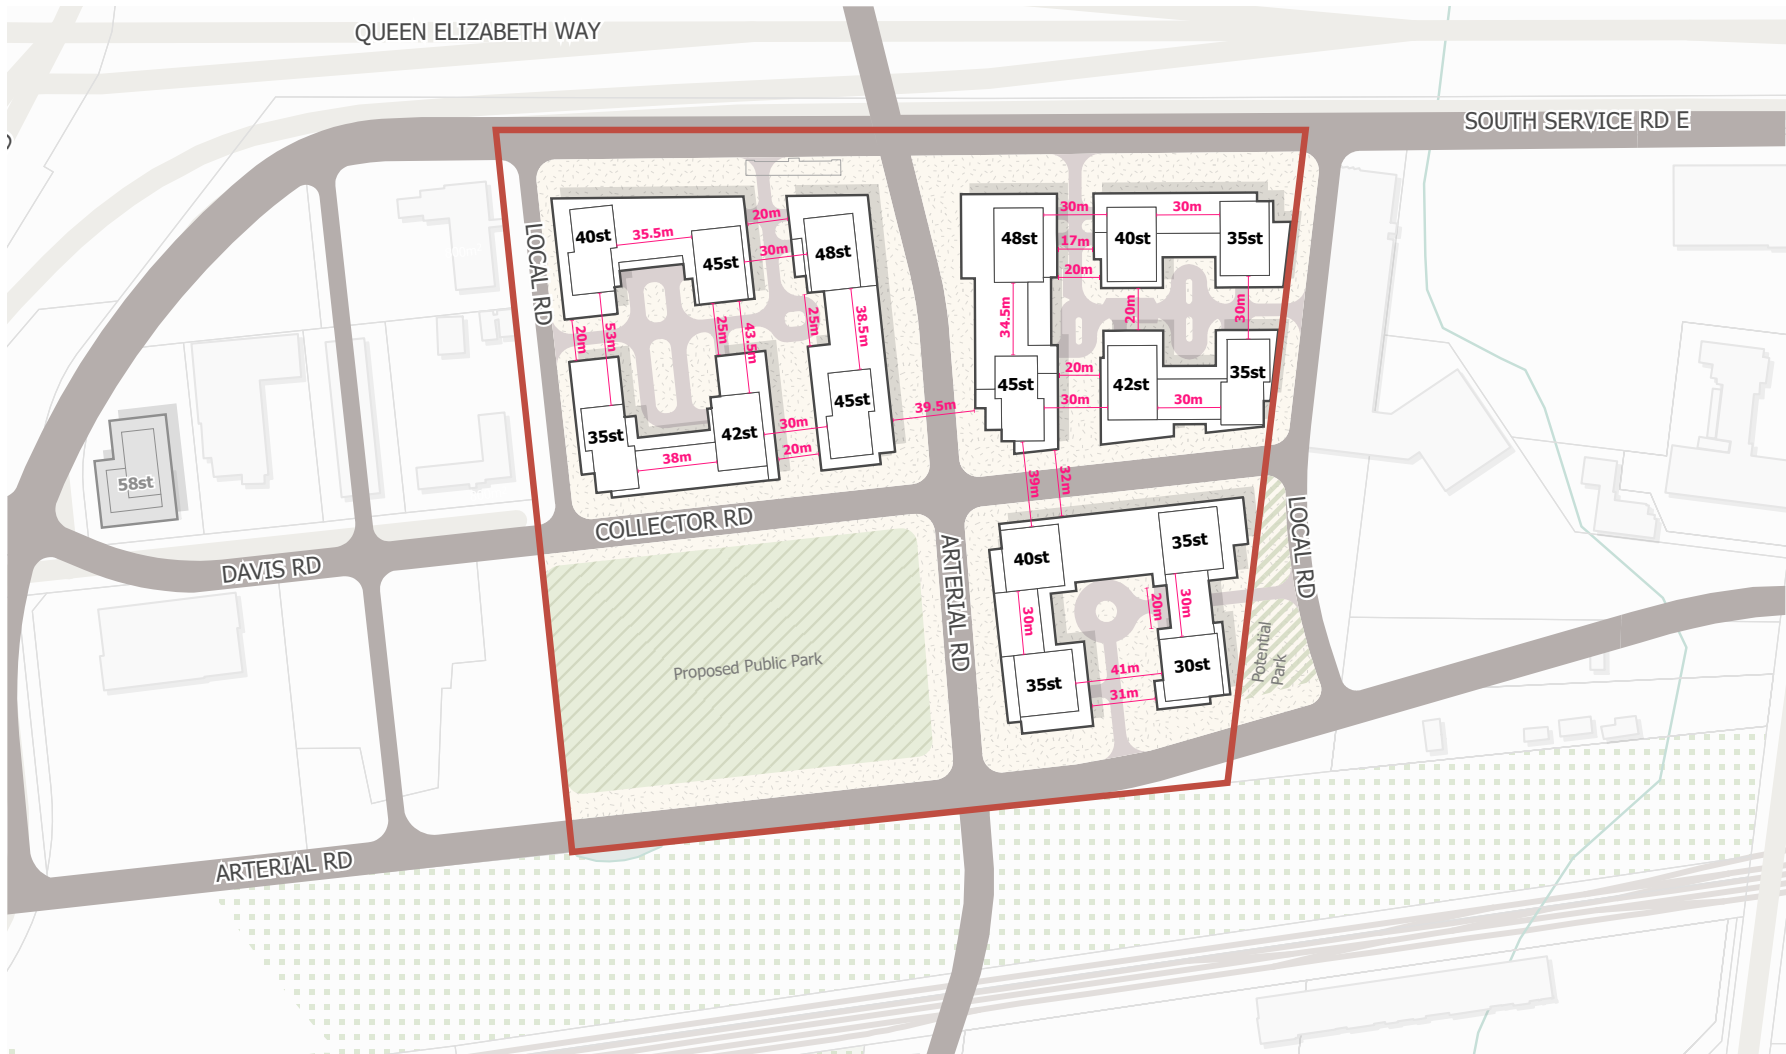 QUEEN ELIZABETH WAY
SOUTH SERVICE RD E
LOCAL RD
40st
35.5m
45st
20m
30m
48st
20m
53m
25m
43.5m
25m
38.5m
35st
38m
42st
30m
20m
45st
39.5m
48st
30m
17m
20m
40st
30m
35st
34.5m
20m
30m
45st
20m
30m
42st
30m
35st
39m
32m
58st
DAVIS RD
COLLECTOR RD
ARTERIAL RD
LOCAL RD
40st
35st
30m
20m
30m
35st
41m
31m
30st
Proposed Public Park
Potential
Park
ARTERIAL RD